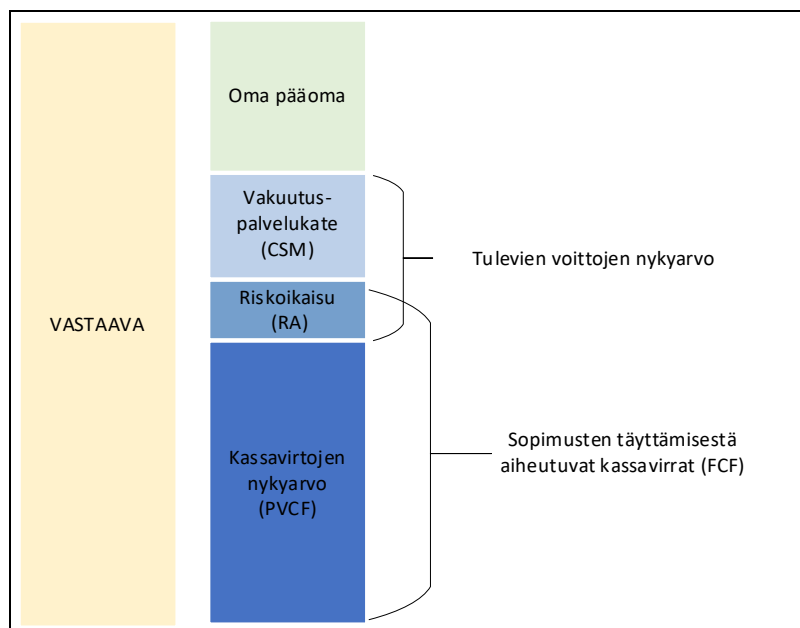 VASTAAVA
Oma pääoma
Vakuutus-
palvelukate
(CSM)
Riskoikaisu
(RA)
Kassavirtojen
nykyarvo
(PVCF)
Tulevien voittojen nykyarvo
Sopimusten täyttämisestä
aiheutuvat kassavirrat (FCF)